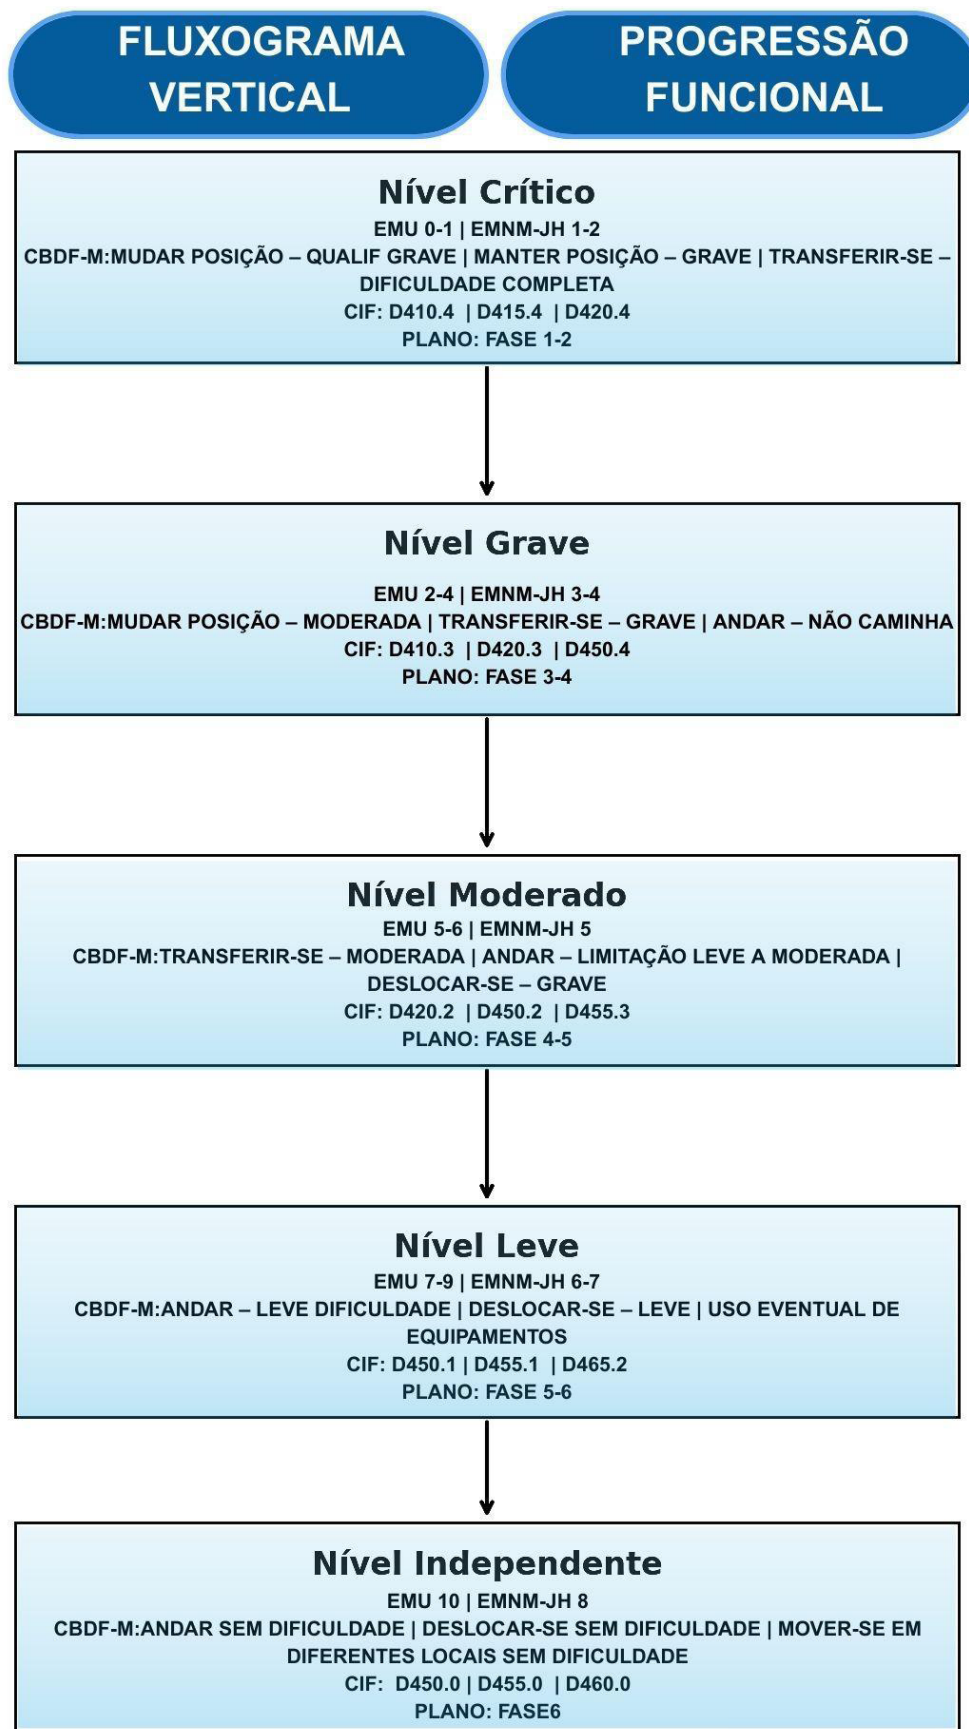 FLUXOGRAMA
VERTICAL
PROGRESSÃO
FUNCIONAL
Nível Crítico
EMU 0-1 | EMNM-JH 1-2
CBDF-M:MUDAR POSIÇÃO – QUALIF GRAVE | MANTER POSIÇÃO – GRAVE | TRANSFERIR-SE –
DIFICULDADE COMPLETA
CIF: D410.4 | D415.4 | D420.4
PLANO: FASE 1-2
Nível Grave
EMU 2-4 | EMNM-JH 3-4
CBDF-M:MUDAR POSIÇÃO – MODERADA | TRANSFERIR-SE – GRAVE | ANDAR – NÃO CAMINHA
CIF: D410.3 | D420.3 | D450.4
PLANO: FASE 3-4
Nível Moderado
EMU 5-6 | EMNM-JH 5
CBDF-M:TRANSFERIR-SE – MODERADA | ANDAR – LIMITAÇÃO LEVE A MODERADA |
DESLOCAR-SE – GRAVE
CIF: D420.2 | D450.2 | D455.3
PLANO: FASE 4-5
Nível Leve
EMU 7-9 | EMNM-JH 6-7
CBDF-M:ANDAR – LEVE DIFICULDADE | DESLOCAR-SE – LEVE | USO EVENTUAL DE
EQUIPAMENTOS
CIF: D450.1 | D455.1 | D465.2
PLANO: FASE 5-6
Nível Independente
EMU 10 | EMNM-JH 8
CBDF-M:ANDAR SEM DIFICULDADE | DESLOCAR-SE SEM DIFICULDADE | MOVER-SE EM
DIFERENTES LOCAIS SEM DIFICULDADE
CIF: D450.0 | D455.0 | D460.0
PLANO: FASE6